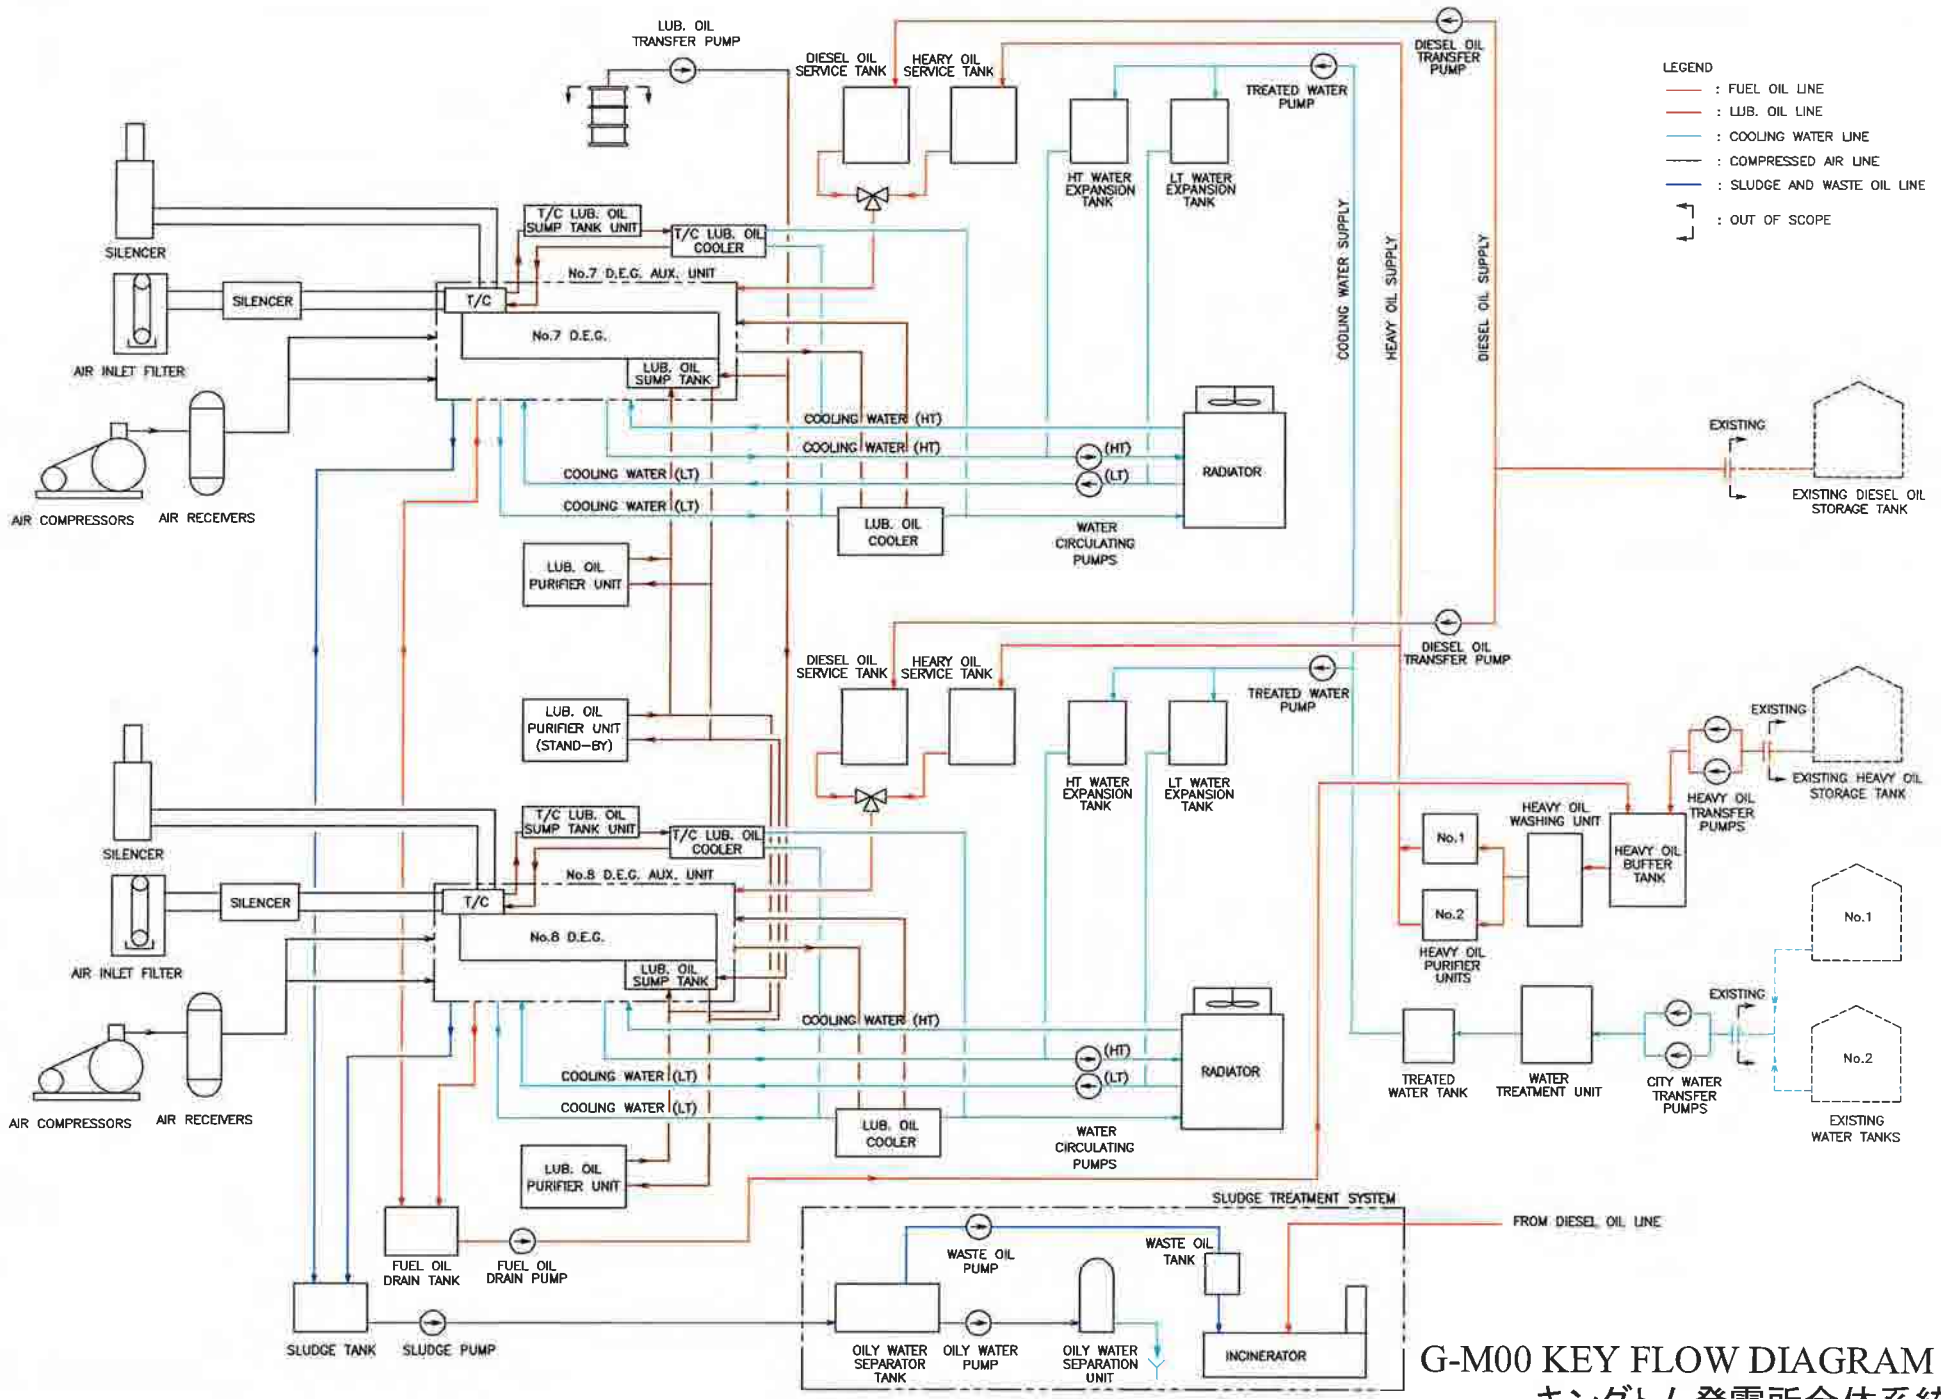 LUB. OIL
TRANSFER PUMP
DIESEL OIL
SERVICE TANK
HEARY OIL
SERVICE TANK
DIESEL OIL
TRANSFER
PUMP
TREATED WATER
PUMP
LEGEND
: FUEL OIL LINE
: LUB. OIL LINE
: COOLING WATER LINE
: COMPRESSED AIR LINE
: SLUDGE AND WASTE OIL LINE
: OUT OF SCOPE
HT WATER
EXPANSION
TANK
LT WATER
EXPANSION
TANK
COOLING WATER SUPPLY
HEAVY OIL SUPPLY
DIESEL OIL SUPPLY
SILENCER
T/C LUB. OIL
SUMP TANK UNIT
T/C LUB. OIL
COOLER
No.7 D.E.G. AUX. UNIT
SILENCER
T/C
No.7 D.E.G.
LUB. OIL
SUMP TANK
AIR INLET FILTER
AIR COMPRESSORS
AIR RECEIVERS
COOLING WATER (HT)
COOLING WATER (HT)
COOLING WATER (LT)
COOLING WATER (LT)
(HT)
(LT)
RADIATOR
LUB. OIL
COOLER
WATER
CIRCULATING
PUMPS
EXISTING
EXISTING DIESEL OIL
STORAGE TANK
LUB. OIL
PURIFIER UNIT
LUB. OIL
PURIFIER UNIT
(STAND-BY)
DIESEL OIL
SERVICE TANK
HEARY OIL
SERVICE TANK
DIESEL OIL
TRANSFER PUMP
TREATED WATER
PUMP
HT WATER
EXPANSION
TANK
LT WATER
EXPANSION
TANK
EXISTING
EXISTING HEAVY OIL
STORAGE TANK
HEAVY OIL
TRANSFER
PUMPS
HEAVY OIL
WASHING UNIT
HEAVY OIL
BUFFER
TANK
No.1
No.2
HEAVY OIL
PURIFIER
UNITS
SILENCER
T/C LUB. OIL
SUMP TANK UNIT
T/C LUB. OIL
COOLER
No.8 D.E.G. AUX. UNIT
SILENCER
T/C
No.8 D.E.G.
LUB. OIL
SUMP TANK
AIR INLET FILTER
AIR COMPRESSORS
AIR RECEIVERS
COOLING WATER (HT)
COOLING WATER (LT)
COOLING WATER (LT)
(HT)
(LT)
RADIATOR
LUB. OIL
COOLER
WATER
CIRCULATING
PUMPS
TREATED
WATER TANK
WATER
TREATMENT UNIT
CITY WATER
TRANSFER
PUMPS
EXISTING
No.1
No.2
EXISTING
WATER TANKS
LUB. OIL
PURIFIER UNIT
FUEL OIL
DRAIN TANK
FUEL OIL
DRAIN PUMP
SLUDGE TANK
SLUDGE PUMP
SLUDGE TREATMENT SYSTEM
FROM DIESEL OIL LINE
WASTE OIL
PUMP
WASTE OIL
TANK
OILY WATER
SEPARATOR
TANK
OILY WATER
PUMP
OILY WATER
SEPARATION
UNIT
INCINERATOR
G-M00 KEY FLOW DIAGRAM